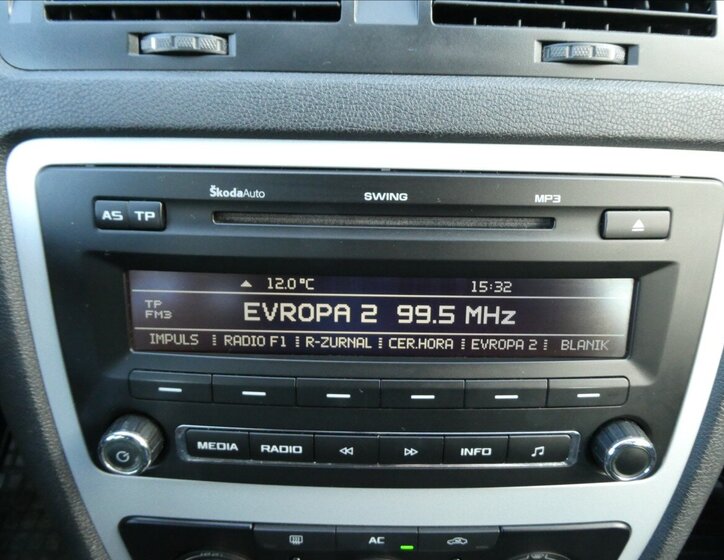 ŠkodaAuto SWING MP3
AS TP
12.0 °C 15:32
TP
FM3
EVROPA 2 99.5 MHz
IMPULS RADIO F1 R-ZURNAL CER.HORA EVROPA 2 BLANIK
MEDIA RADIO INFO
AC